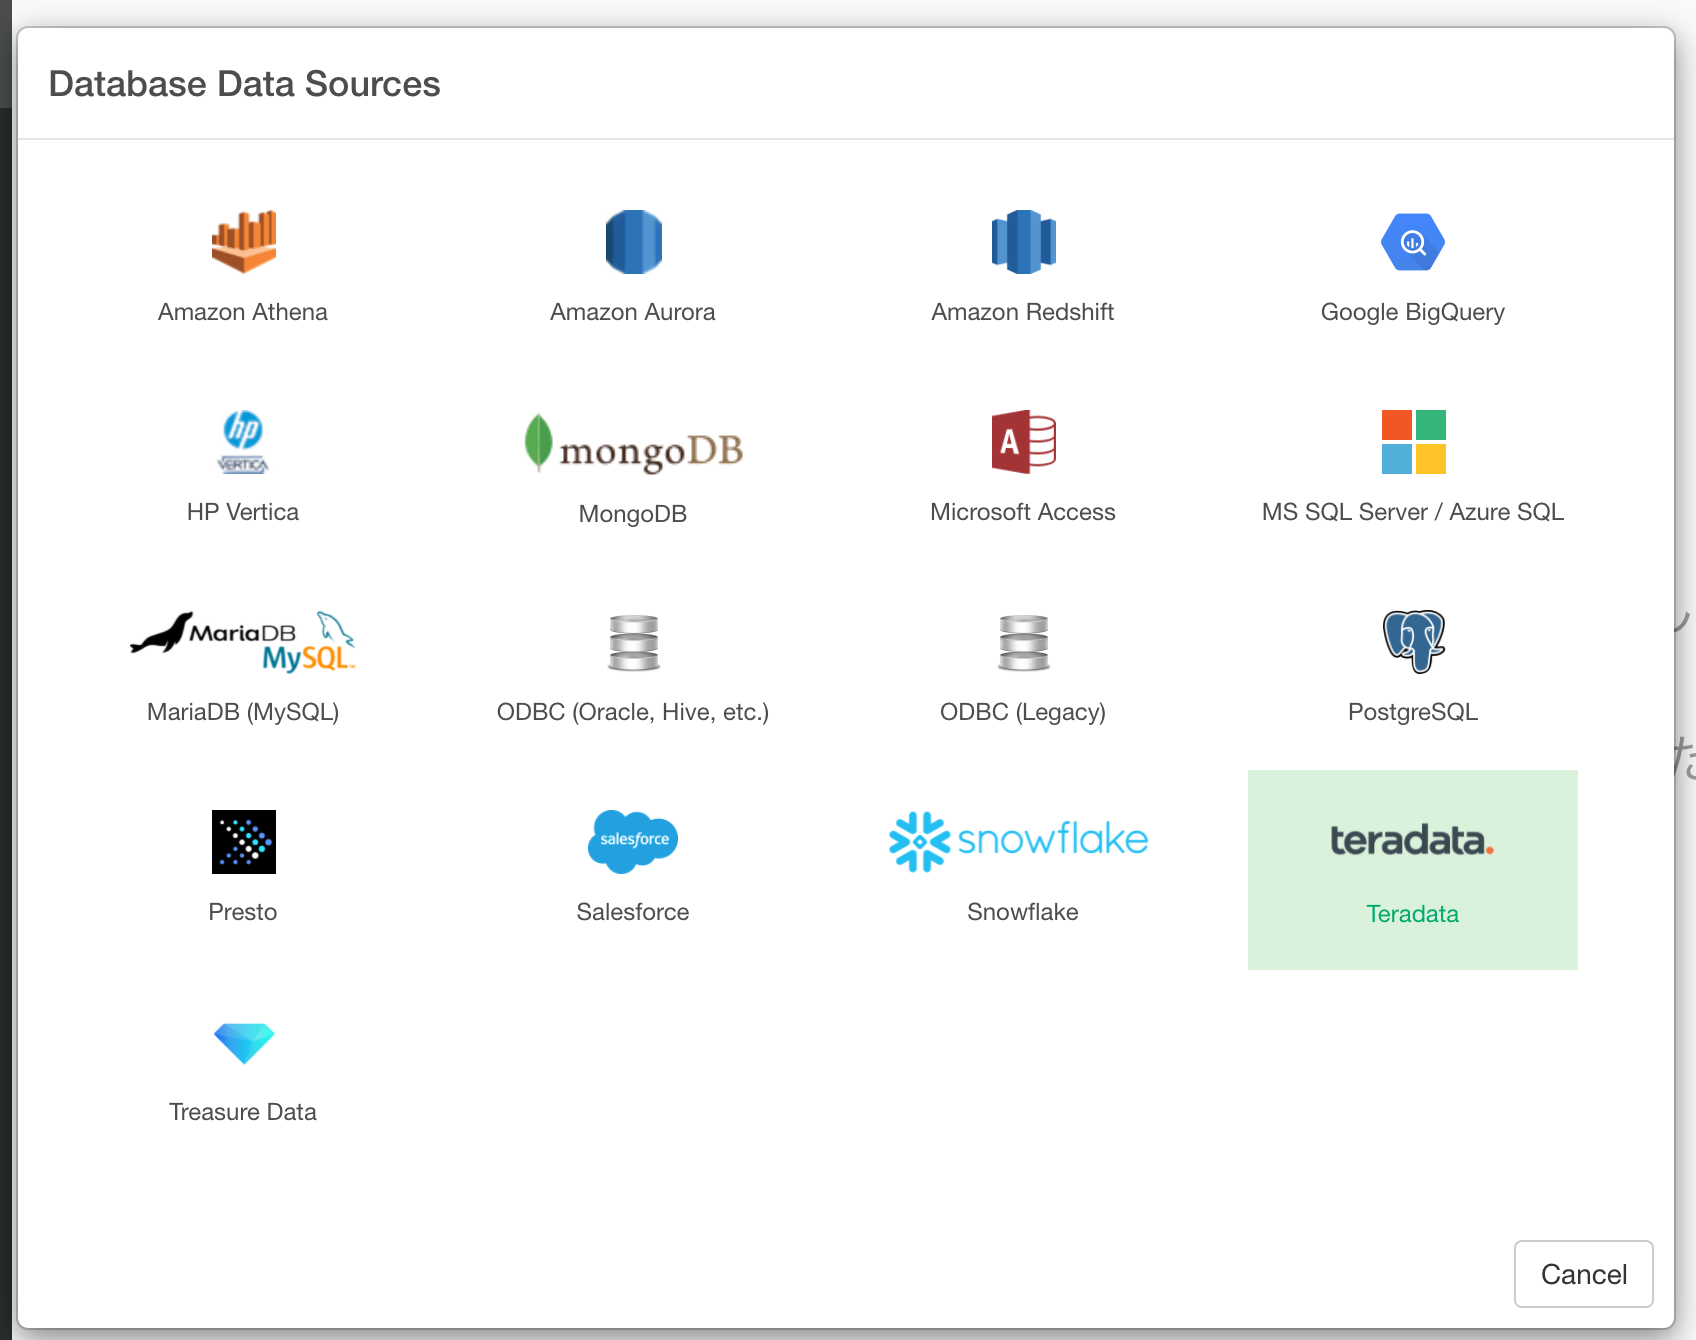 Database Data Sources
Amazon Athena
Amazon Aurora
Amazon Redshift
Google BigQuery
hp
VERTICA
HP Vertica
mongoDB
MongoDB
A
Microsoft Access
MS SQL Server / Azure SQL
MariaDB
MySQL
MariaDB (MySQL)
ODBC (Oracle, Hive, etc.)
ODBC (Legacy)
PostgreSQL
Presto
salesforce
Salesforce
snowflake
Snowflake
teradata.
Teradata
Treasure Data
Cancel